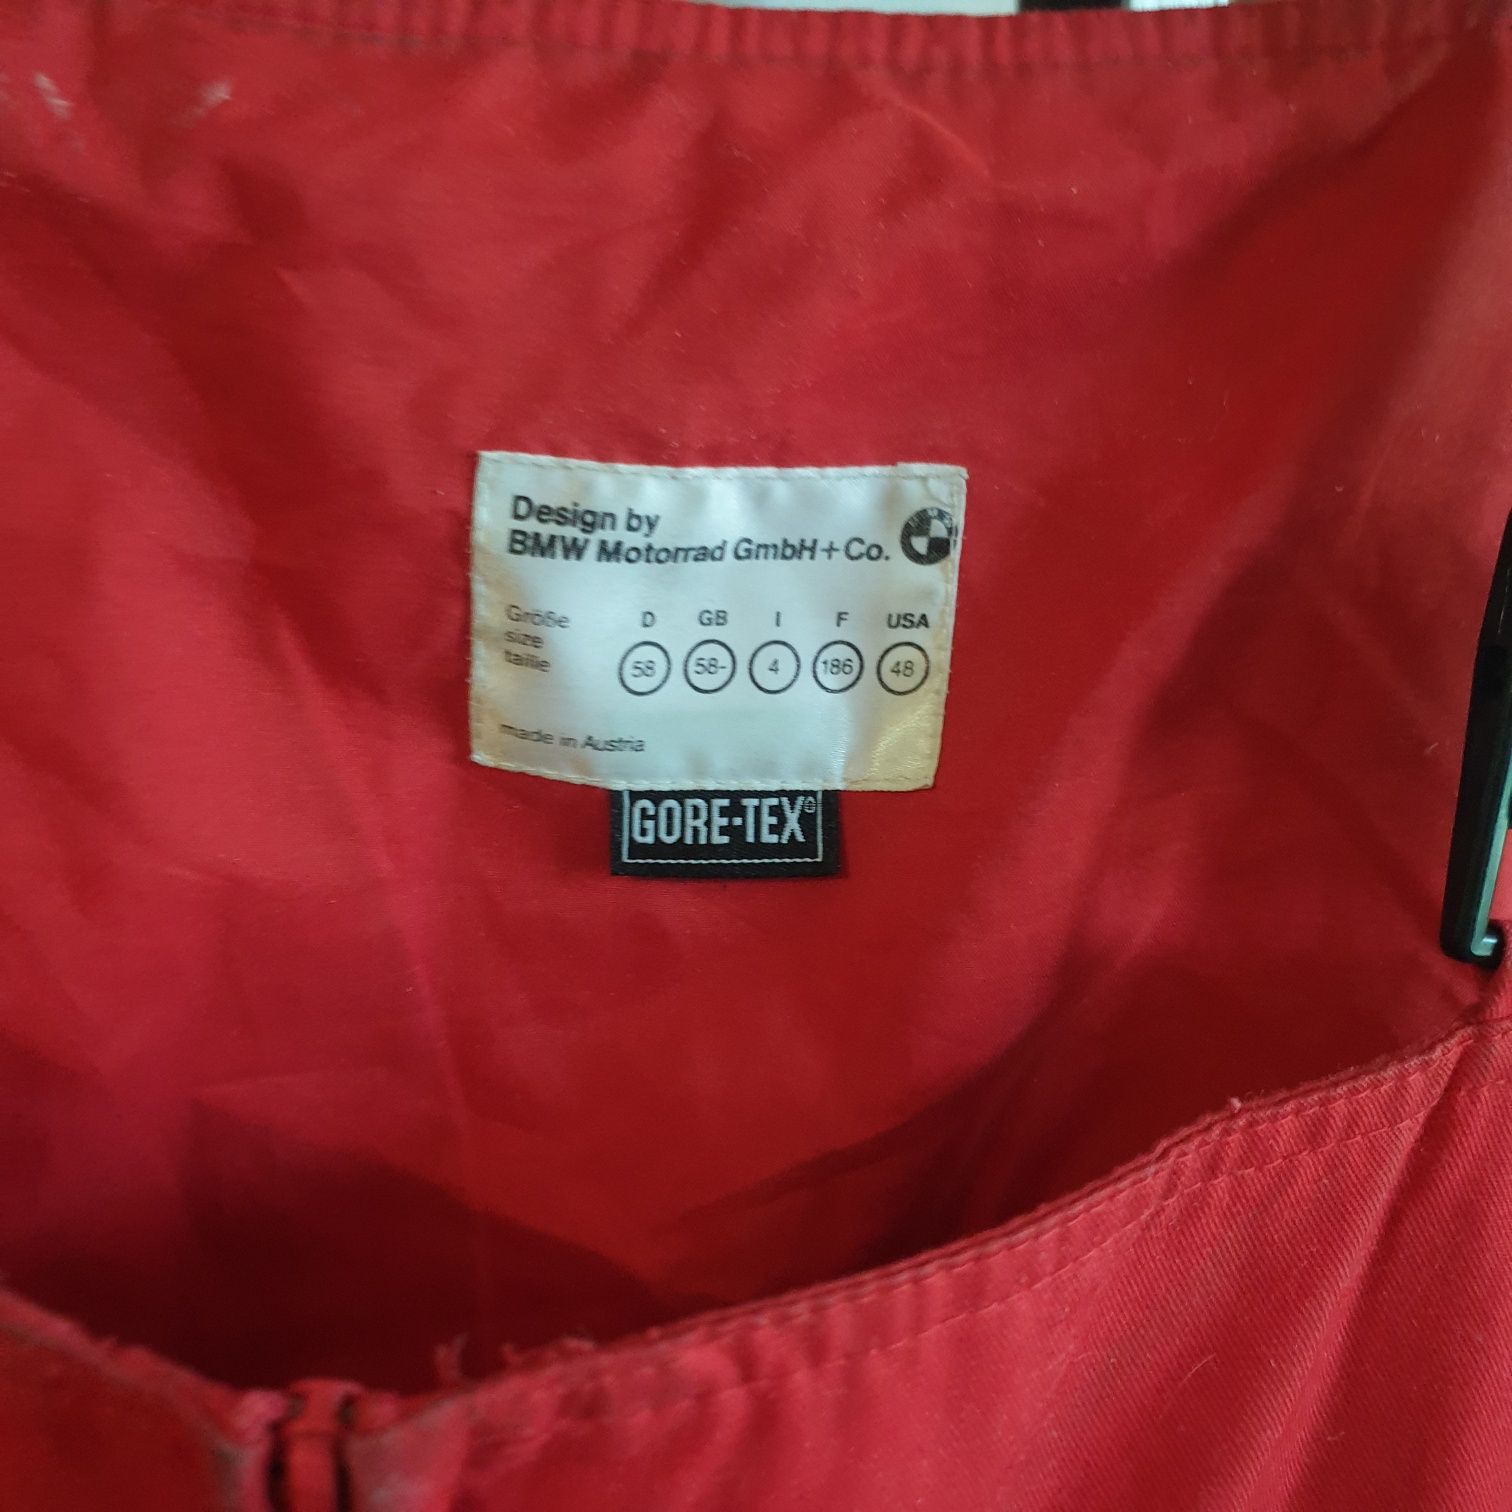 Design by
BMW Motorrad GmbH+Co.
Größe D GB I F USA
size
taille 58 58- 4 186 48
made in Austria
GORE-TEX®